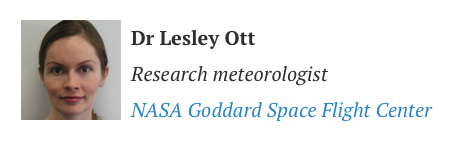 Dr Lesley Ott
Research meteorologist
NASA Goddard Space Flight Center